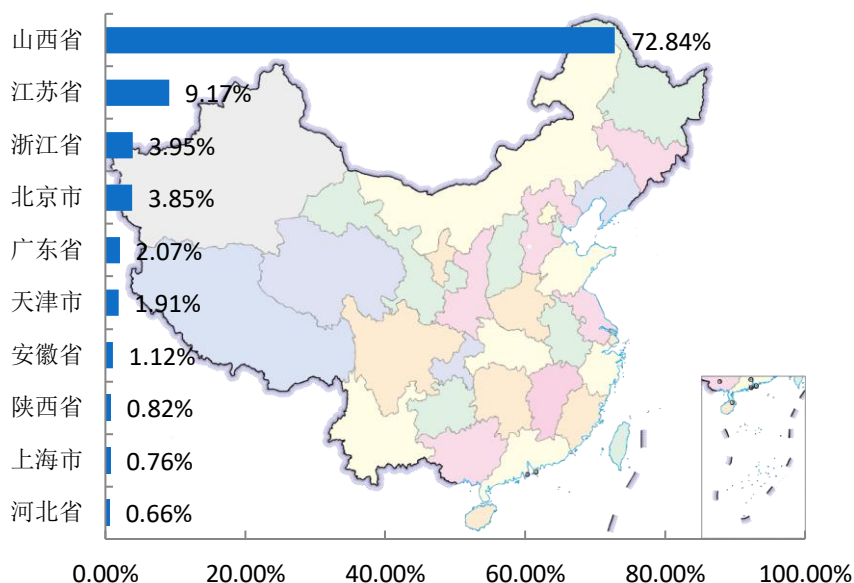 山西省 72.84%
江苏省 9.17%
浙江省 3.95%
北京市 3.85%
广东省 2.07%
天津市 1.91%
安徽省 1.12%
陕西省 0.82%
上海市 0.76%
河北省 0.66%
0.00% 20.00% 40.00% 60.00% 80.00% 100.00%